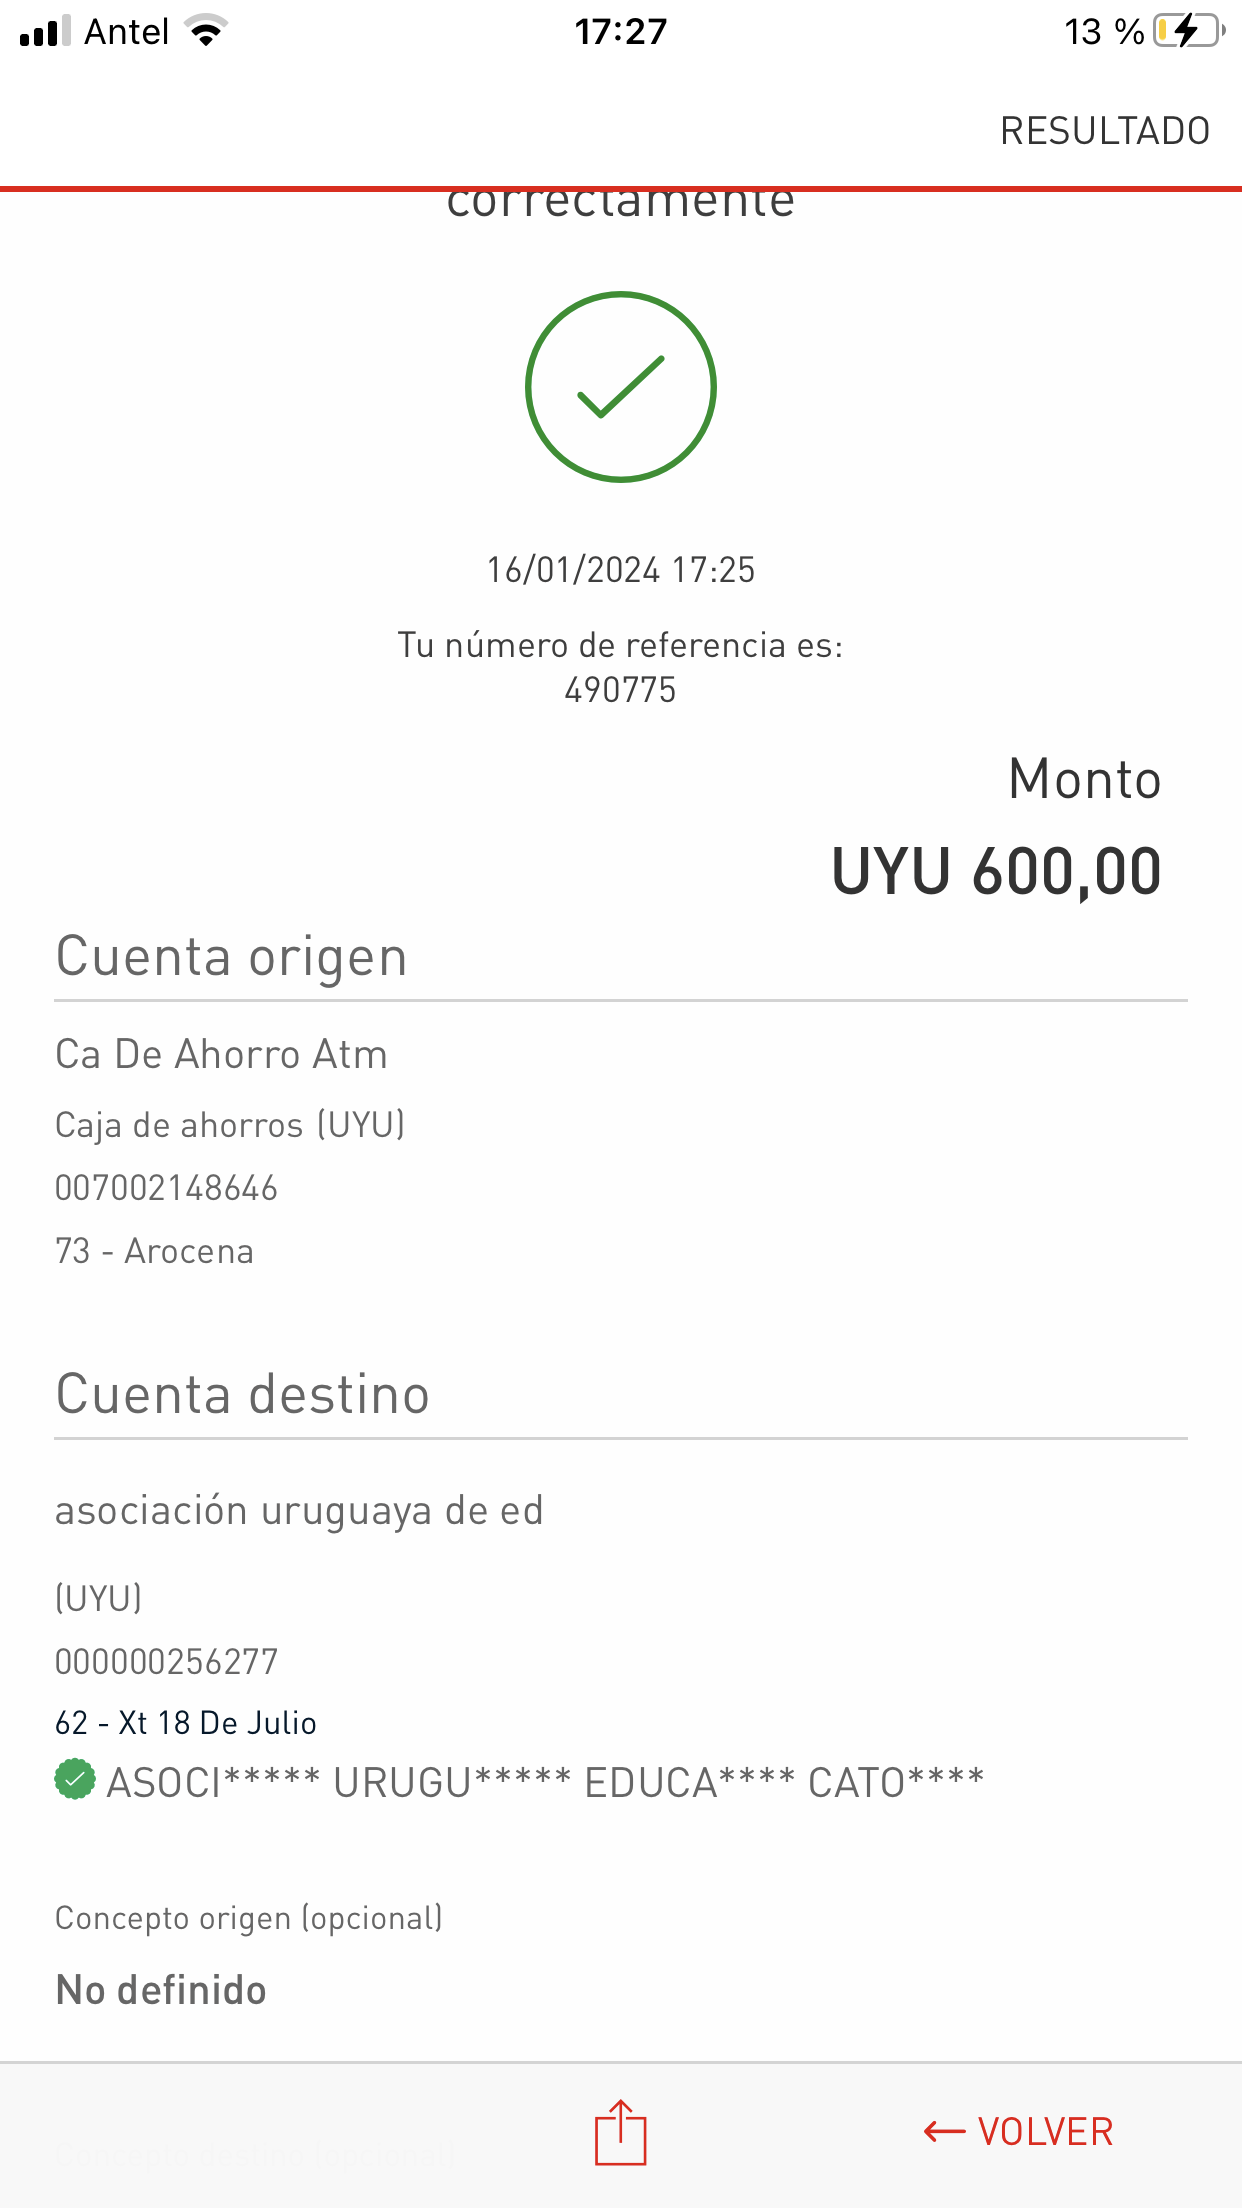 Antel 17:27 13 %
RESULTADO
correctamente
16/01/2024 17:25
Tu número de referencia es:
490775
Monto
UYU 600,00
Cuenta origen
Ca De Ahorro Atm
Caja de ahorros (UYU)
007002148646
73 - Arocena
Cuenta destino
asociación uruguaya de ed
(UYU)
000000256277
62 - Xt 18 De Julio
ASOCI***** URUGU***** EDUCA**** CATO****
Concepto origen (opcional)
No definido
VOLVER